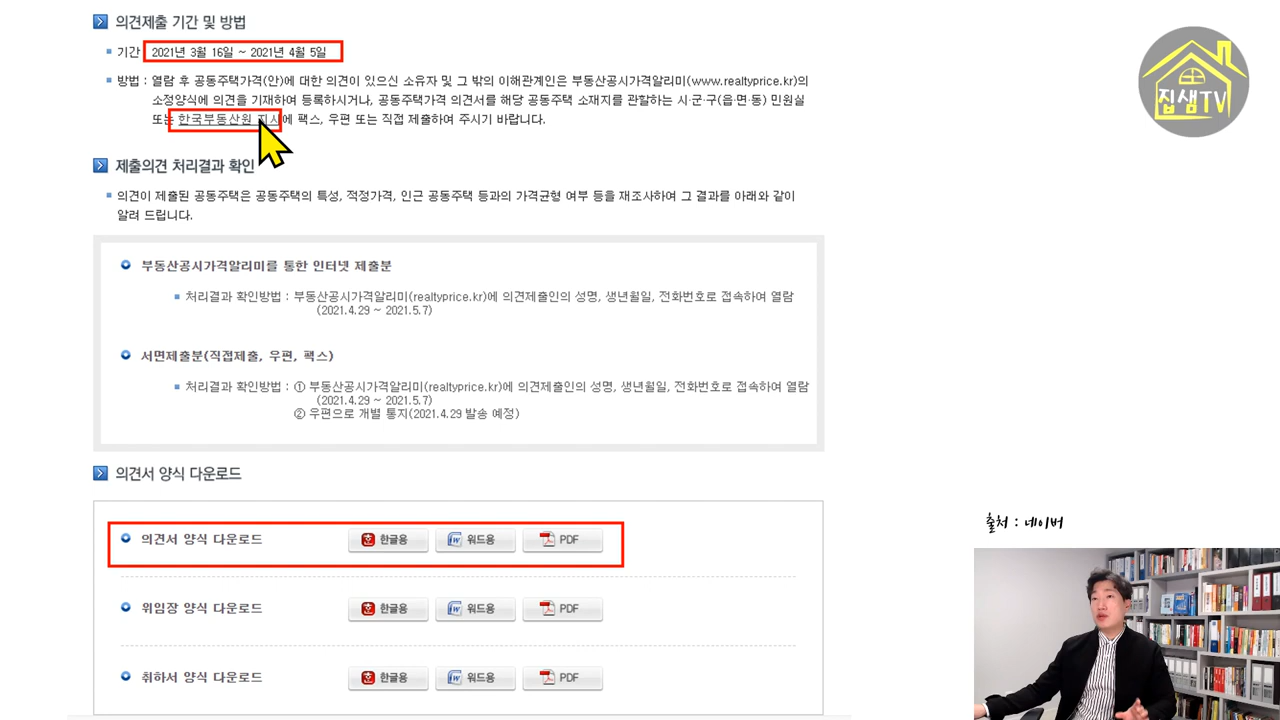 의견제출 기간 및 방법
기간 2021년 3월 16일 ~ 2021년 4월 5일
방법 : 열람 후 공동주택가격(안)에 대한 의견이 있으신 소유자 및 그 밖의 이해관계인은 부동산공시가격알리미(www.realtyprice.kr)의
소정양식에 의견을 기재하여 등록하시거나, 공동주택가격 의견서를 해당 공동주택 소재지를 관할하는 시·군·구(읍·면·동) 민원실
또는 한국부동산원 지사에 팩스, 우편 또는 직접 제출하여 주시기 바랍니다.
제출의견 처리결과 확인
의견이 제출된 공동주택은 공동주택의 특성, 적정가격, 인근 공동주택 등과의 가격균형 여부 등을 재조사하여 그 결과를 아래와 같이
알려 드립니다.
부동산공시가격알리미를 통한 인터넷 제출분
처리결과 확인방법 : 부동산공시가격알리미(realtyprice.kr)에 의견제출인의 성명, 생년월일, 전화번호로 접속하여 열람
(2021.4.29 ~ 2021.5.7)
서면제출분(직접제출, 우편, 팩스)
처리결과 확인방법 : ① 부동산공시가격알리미(realtyprice.kr)에 의견제출인의 성명, 생년월일, 전화번호로 접속하여 열람
(2021.4.29 ~ 2021.5.7)
② 우편으로 개별 통지(2021.4.29 발송 예정)
의견서 양식 다운로드
의견서 양식 다운로드 한글용 워드용 PDF
위임장 양식 다운로드 한글용 워드용 PDF
취하서 양식 다운로드 한글용 워드용 PDF
집샘TV
출처 : 네이버